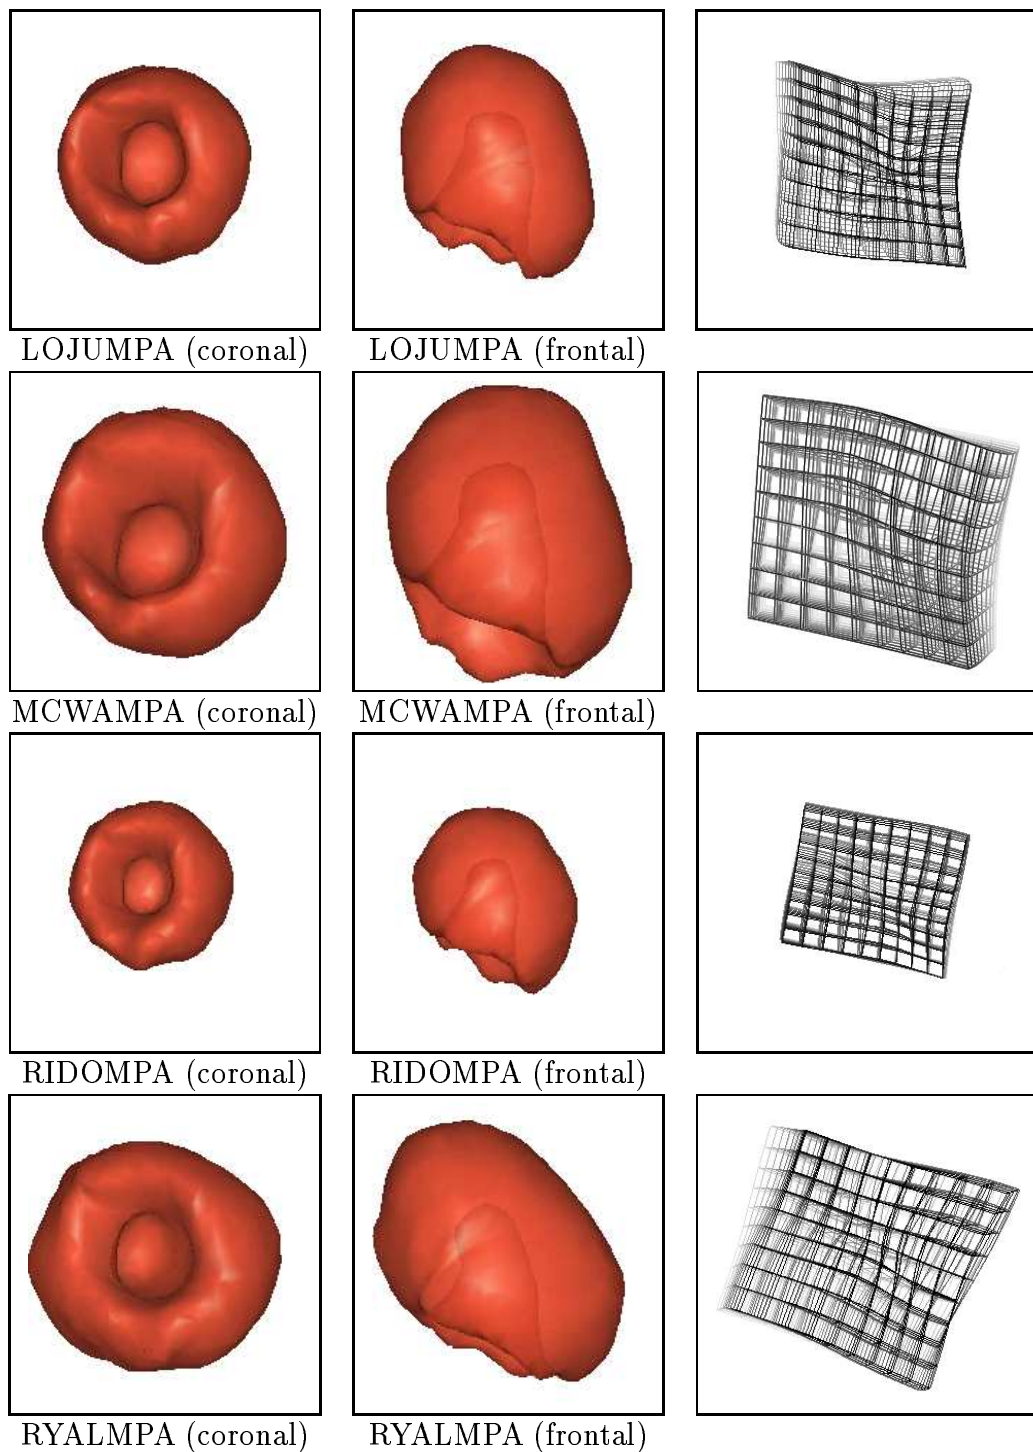 LOJUMPA (coronal) LOJUMPA (frontal)
MCWAMPA (coronal) MCWAMPA (frontal)
RIDOMPA (coronal) RIDOMPA (frontal)
RYALMPA (coronal) RYALMPA (frontal)